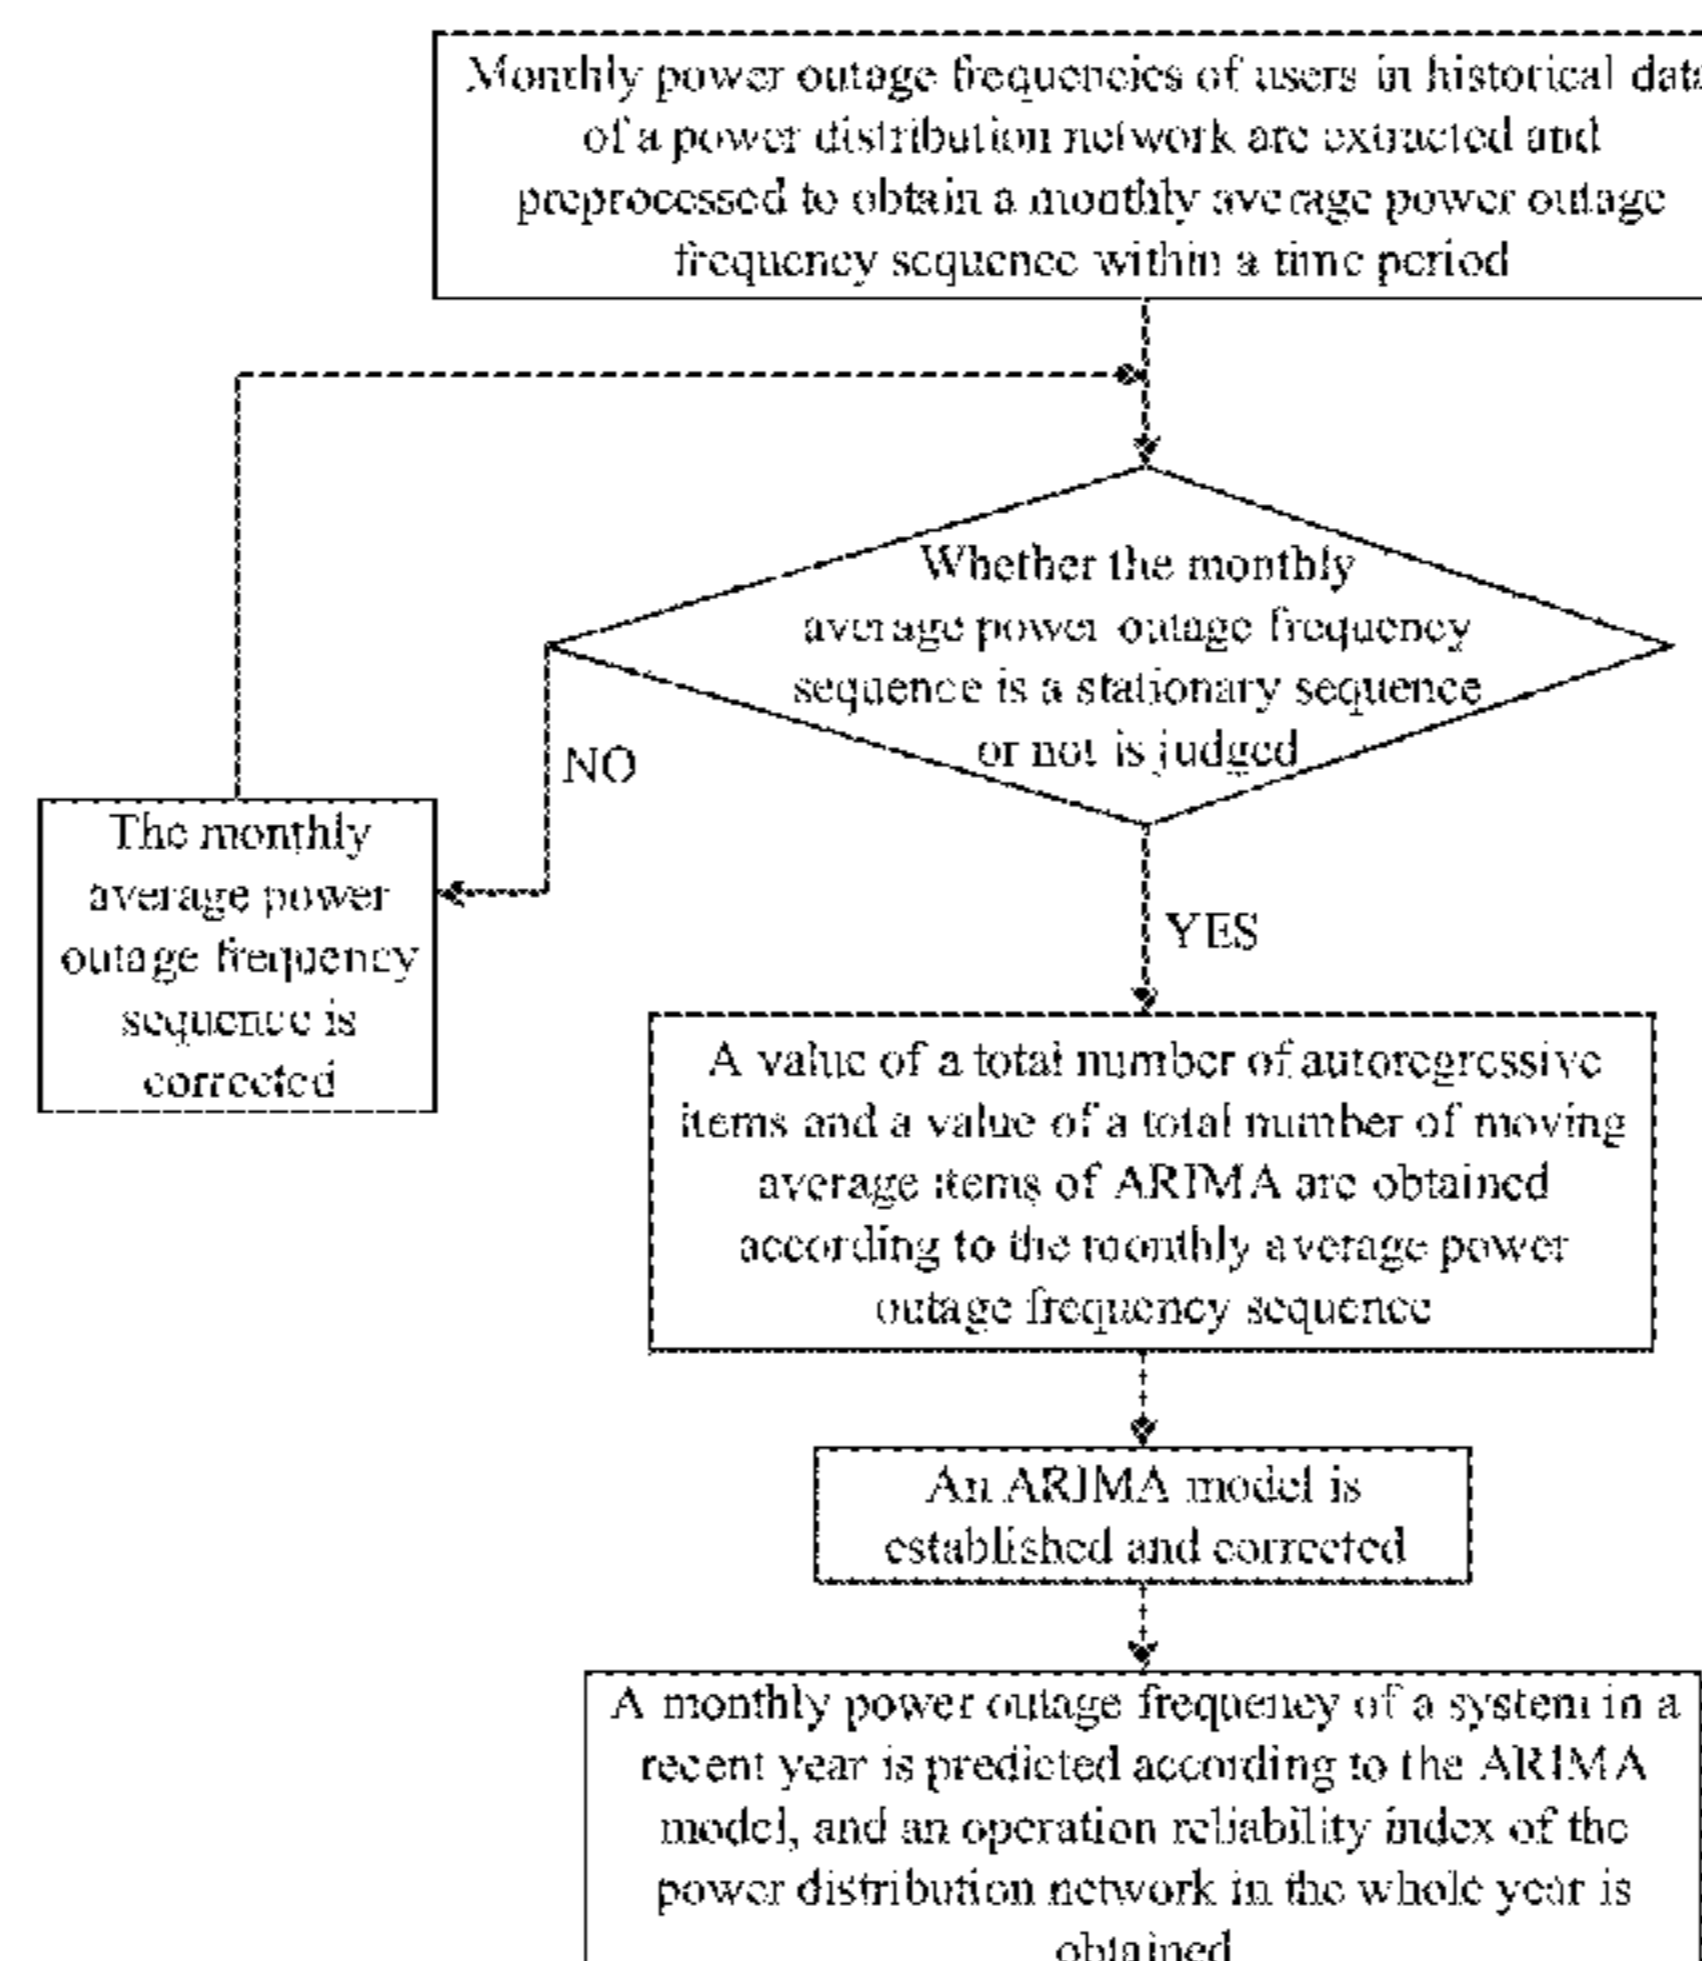 Monthly power outage frequencies of users in historical data
of a power distribution network are extracted and
preprocessed to obtain a monthly average power outage
frequency sequence within a time period
Whether the monthly
average power outage frequency
sequence is a stationary sequence
or not is judged
NO
The monthly
average power
outage frequency
sequence is
corrected
YES
A value of a total number of autoregressive
items and a value of a total number of moving
average items of ARIMA are obtained
according to the monthly average power
outage frequency sequence
An ARIMA model is
established and corrected
A monthly power outage frequency of a system in a
recent year is predicted according to the ARIMA
model, and an operation reliability index of the
power distribution network in the whole year is
obtained